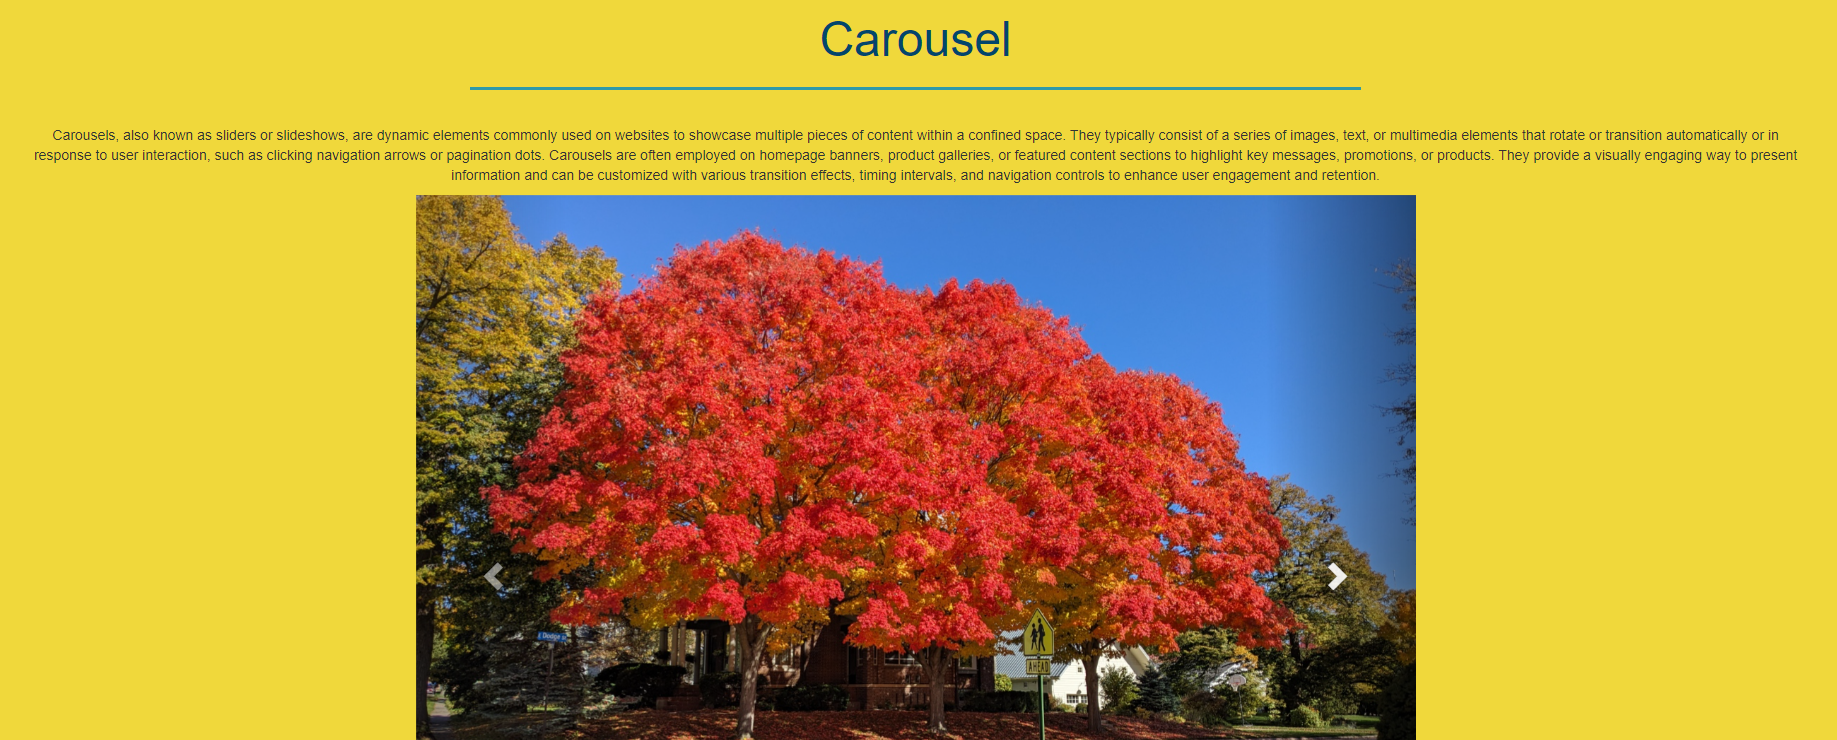 Carousel
Carousels, also known as sliders or slideshows, are dynamic elements commonly used on websites to showcase multiple pieces of content within a confined space. They typically consist of a series of images, text, or multimedia elements that rotate or transition automatically or in
response to user interaction, such as clicking navigation arrows or pagination dots. Carousels are often employed on homepage banners, product galleries, or featured content sections to highlight key messages, promotions, or products. They provide a visually engaging way to present
information and can be customized with various transition effects, timing intervals, and navigation controls to enhance user engagement and retention.
Dodge
AHEAD